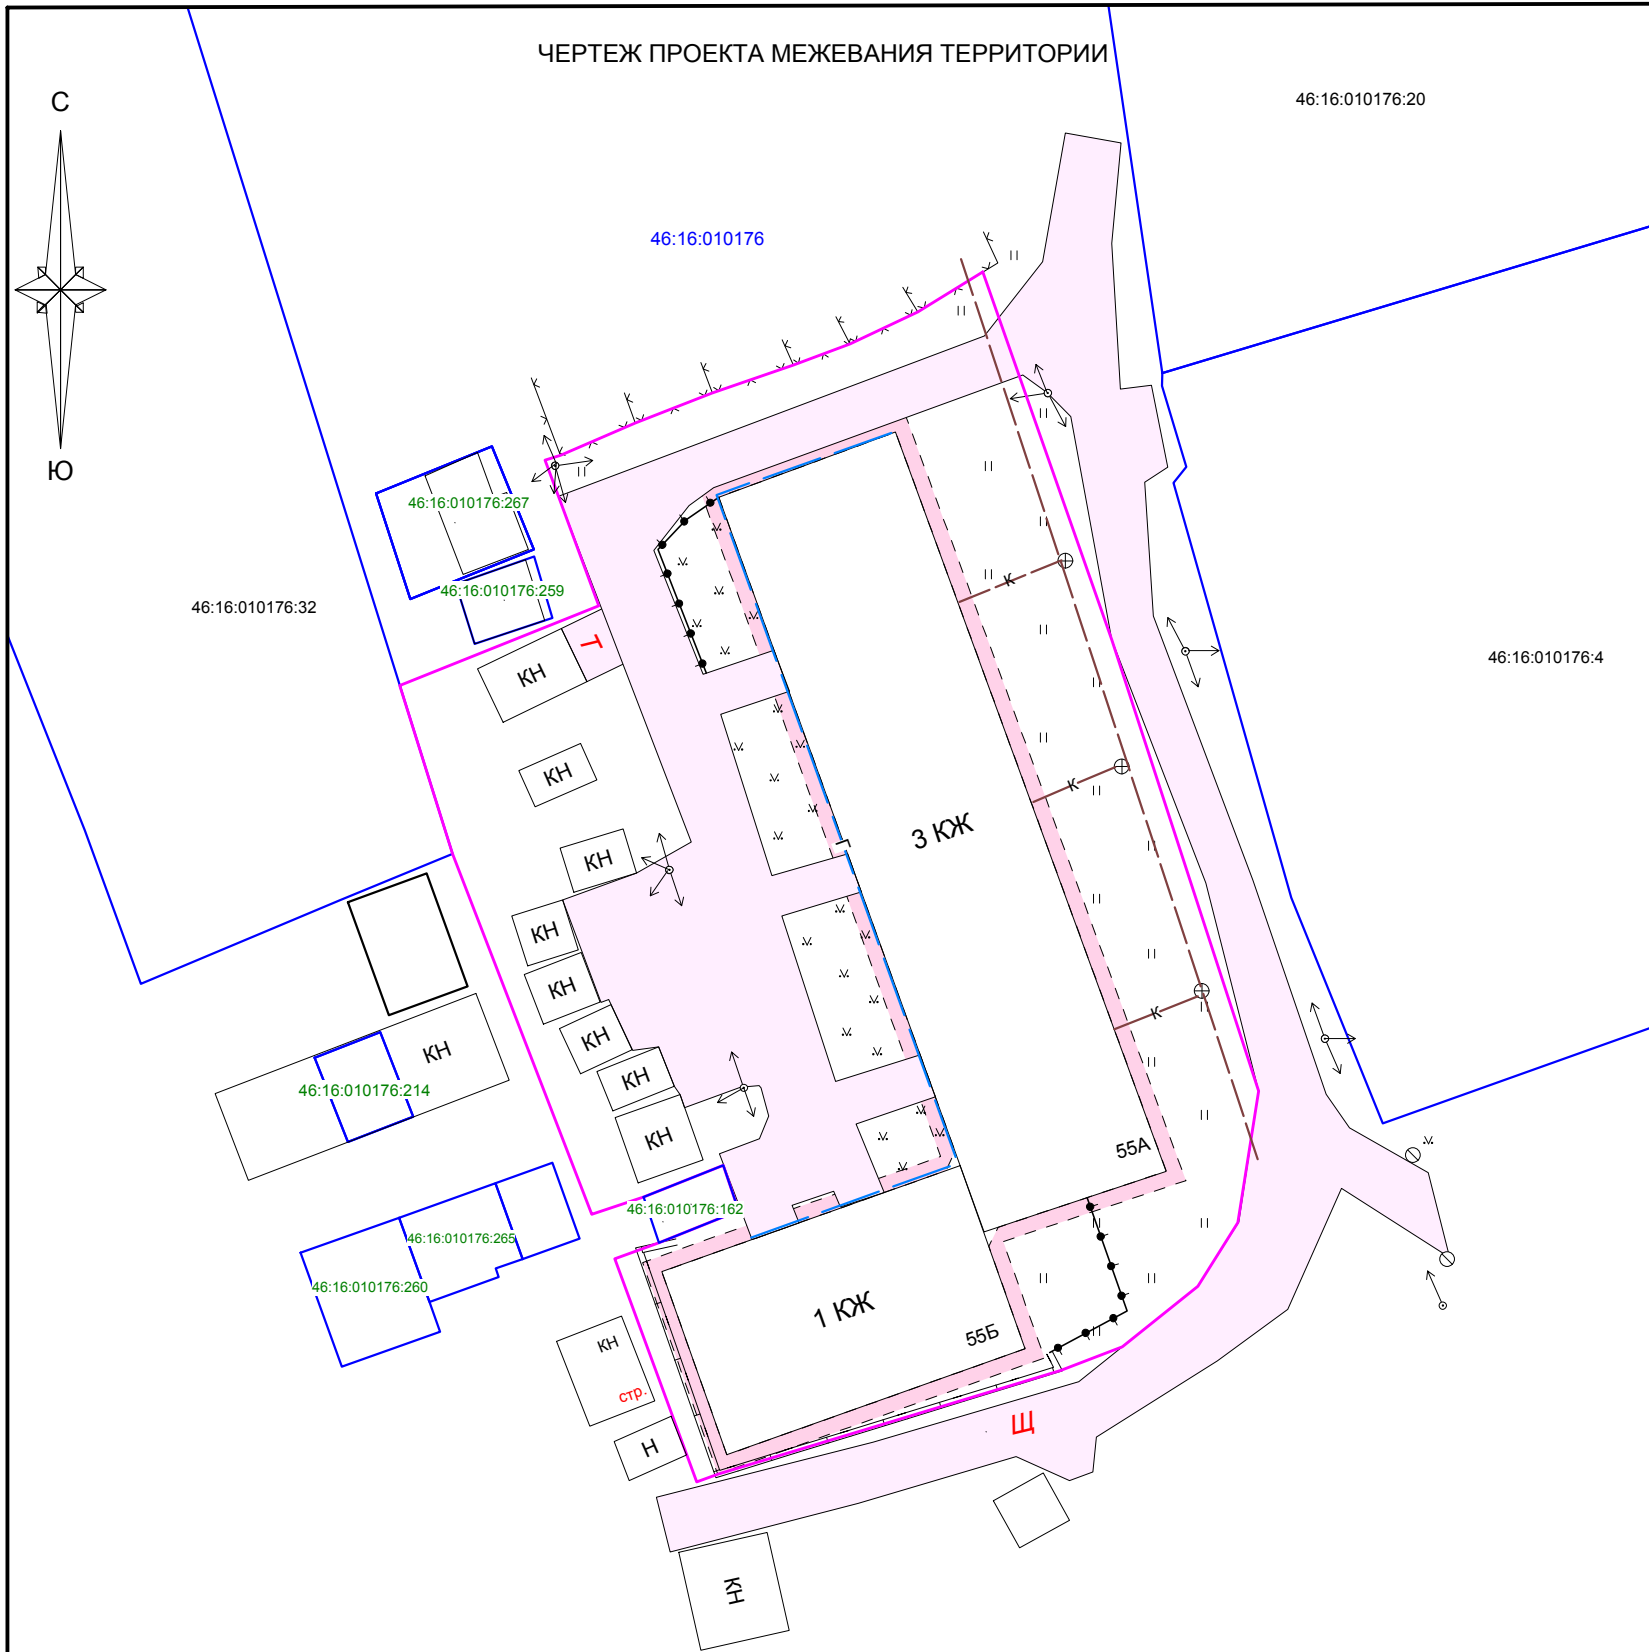 ЧЕРТЕЖ ПРОЕКТА МЕЖЕВАНИЯ ТЕРРИТОРИИ
С
46:16:010176:20
46:16:010176
к
к
к
к
к
к
к
Ю
46:16:010176:267
46:16:010176:259
46:16:010176:32
К
Т
КН
46:16:010176:4
КН
К
3 КЖ
КН
КН
КН
К
КН
КН
КН
46:16:010176:214
КН
55А
46:16:010176:162
46:16:010176:265
46:16:010176:260
1 КЖ
55Б
КН
стр.
Щ
Н
КН